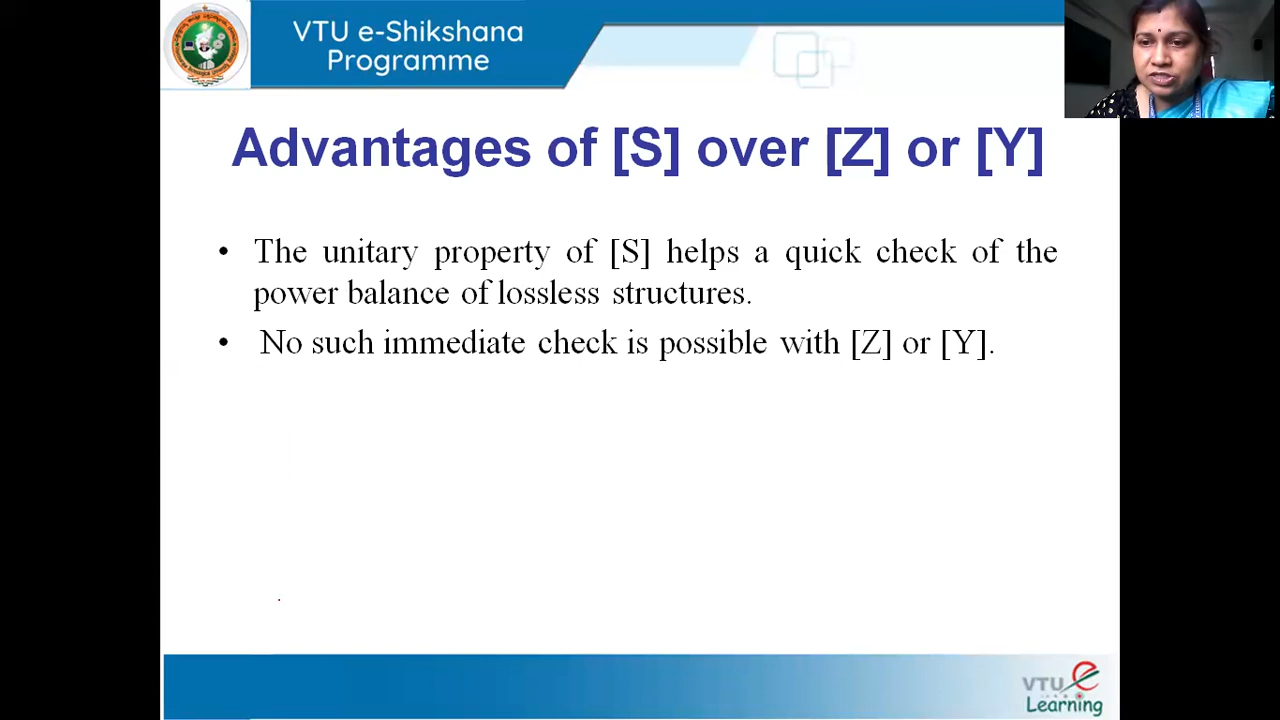 VTU e-Shikshana
Programme
Advantages of [S] over [Z] or [Y]
• The unitary property of [S] helps a quick check of the
power balance of lossless structures.
• No such immediate check is possible with [Z] or [Y].
VTU e
Learning